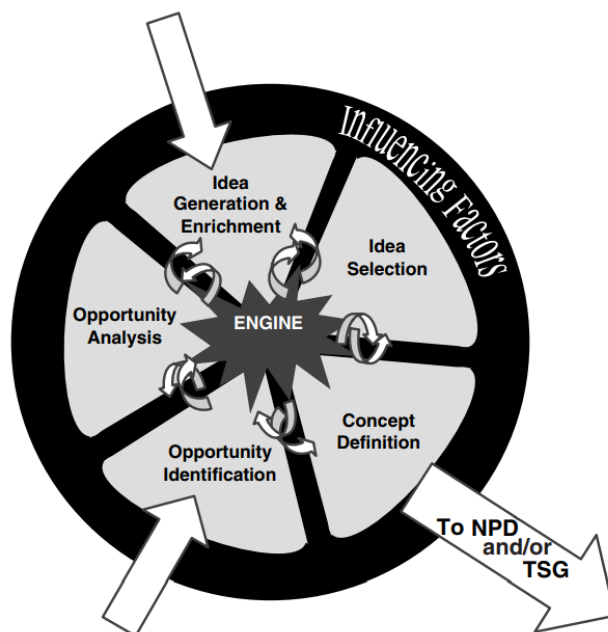 Influencing Factors
Idea
Generation &
Enrichment
Idea
Selection
Opportunity
Analysis
ENGINE
Concept
Definition
Opportunity
Identification
To NPD
and/or
TSG